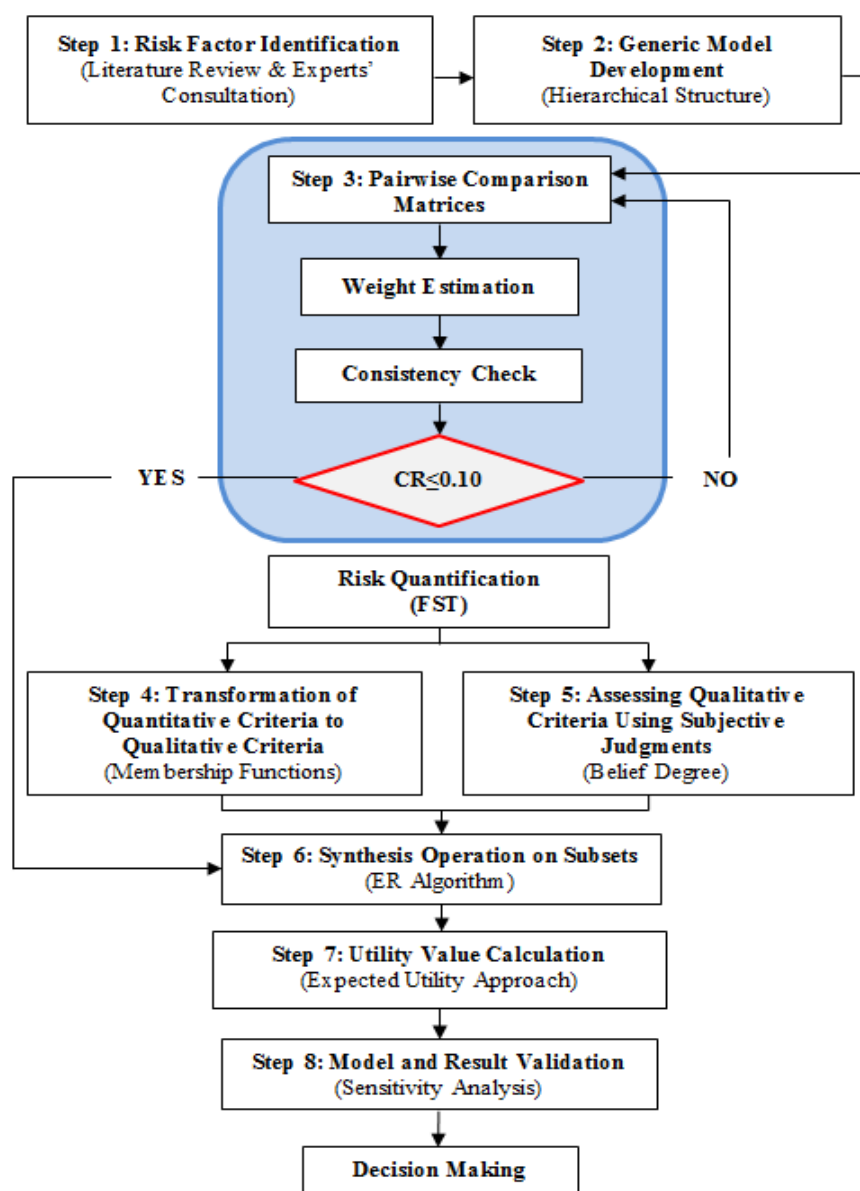 Step 1: Risk Factor Identification
(Literature Review & Experts'
Consultation)
Step 2: Generic Model
Development
(Hierarchical Structure)
Step 3: Pairwise Comparison
Matrices
Weight Estimation
Consistency Check
YES
CR≤0.10
NO
Risk Quantification
(FST)
Step 4: Transformation of
Quantitative Criteria to
Qualitative Criteria
(Membership Functions)
Step 5: Assessing Qualitative
Criteria Using Subjective
Judgments
(Belief Degree)
Step 6: Synthesis Operation on Subsets
(ER Algorithm)
Step 7: Utility Value Calculation
(Expected Utility Approach)
Step 8: Model and Result Validation
(Sensitivity Analysis)
Decision Making